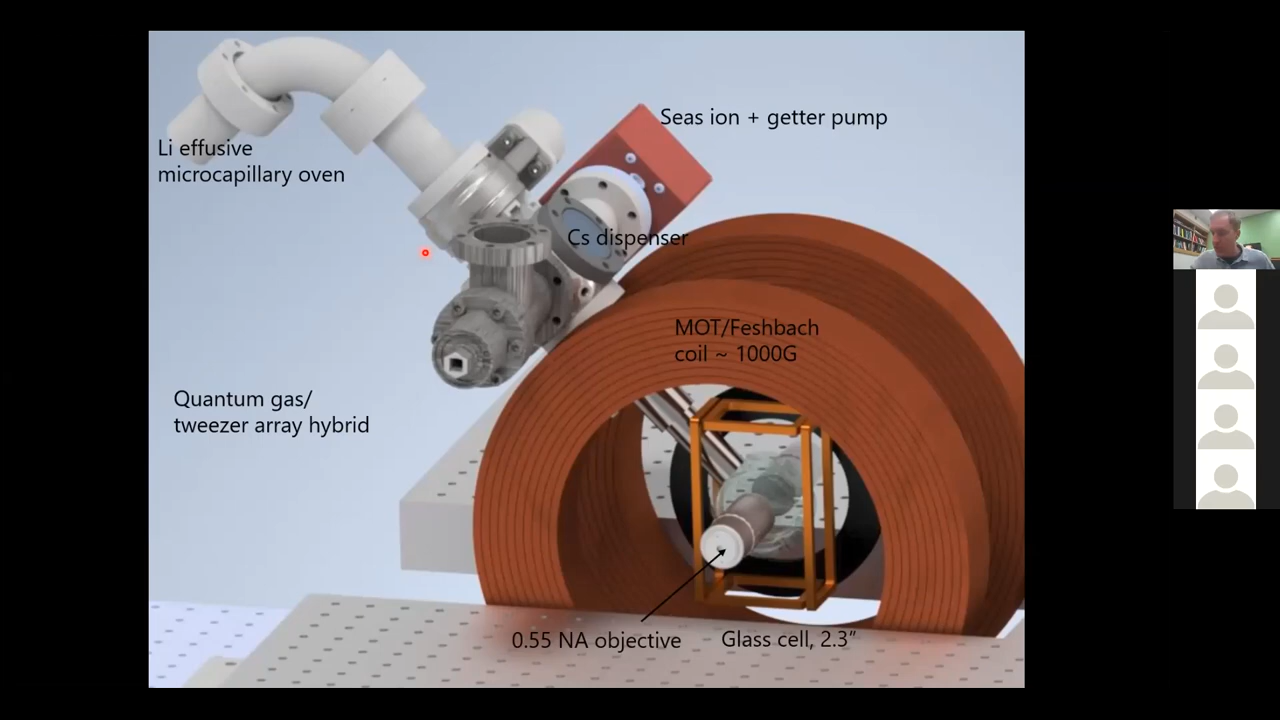 Seas ion + getter pump
Li effusive
microcapillary oven
Cs dispenser
MOT/Feshbach
coil ~ 1000G
Quantum gas/
tweezer array hybrid
0.55 NA objective
Glass cell, 2.3”